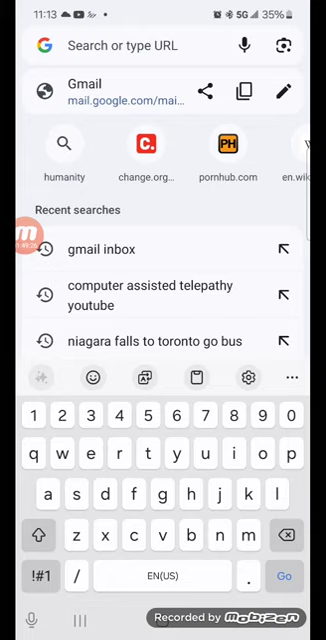 11:13
5G 35%
Search or type URL
Gmail
mail.google.com/mai...
C.
PH
W
humanity
change.org...
pornhub.com
en.wik
Recent searches
gmail inbox
computer assisted telepathy
youtube
niagara falls to toronto go bus
1 2 3 4 5 6 7 8 9 0
q w e r t y u i o p
a s d f g h j k l
z x c v b n m
!#1 / EN(US) . Go
Recorded by mobizen